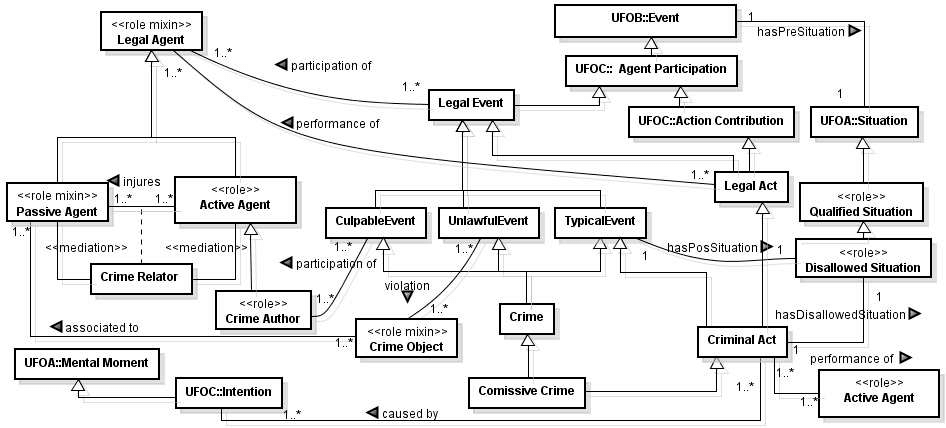 <<role mixin>>
Legal Agent
UFOB::Event
1
hasPreSituation
1..*
1..*
participation of
UFOC:: Agent Participation
1..*
Legal Event
1
performance of
UFOC::Action Contribution
UFOA::Situation
<<role mixin>>
Passive Agent
injures
1..*
1..*
<<role>>
Active Agent
1..*
Legal Act
<<role>>
Qualified Situation
1..*
CulpableEvent
UnlawfulEvent
TypicalEvent
<<mediation>>
<<mediation>>
1..*
1..*
1
hasPosSituation
1
<<role>>
Disallowed Situation
Crime Relator
participation of
violation
<<role>>
Crime Author
1..*
1..*
1
Crime
hasDisallowedSituation
associated to
1..*
<<role mixin>>
Crime Object
Criminal Act
1
UFOA::Mental Moment
performance of
UFOC::Intention
Comissive Crime
1..*
1..*
<<role>>
Active Agent
1..*
caused by
1..*